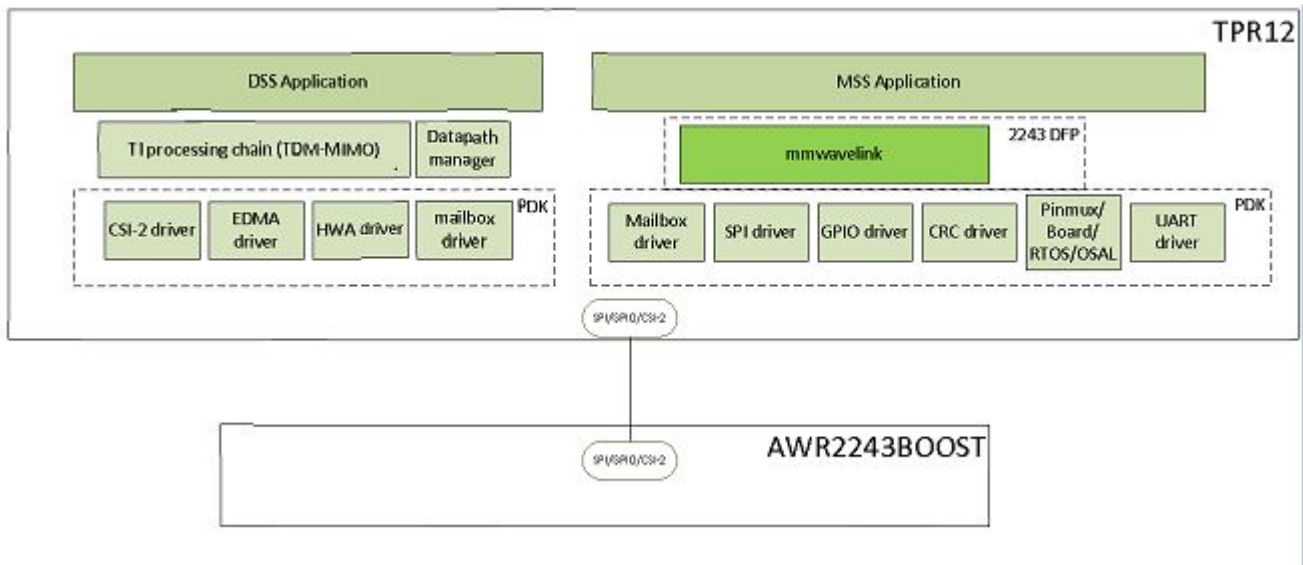 TPR12
DSS Application
MSS Application
TI processing chain (TDM-MIMO)
Datapath
manager
2243 DFP
mmwavelink
PDK
CSI-2 driver
EDMA
driver
HWA driver
mailbox
driver
PDK
Mailbox
driver
SPI driver
GPIO driver
CRC driver
Pinmux/
Board/
RTOS/OSAL
UART
driver
SPI/GPIO/CSI-2
AWR2243BOOST
SPI/GPIO/CSI-2